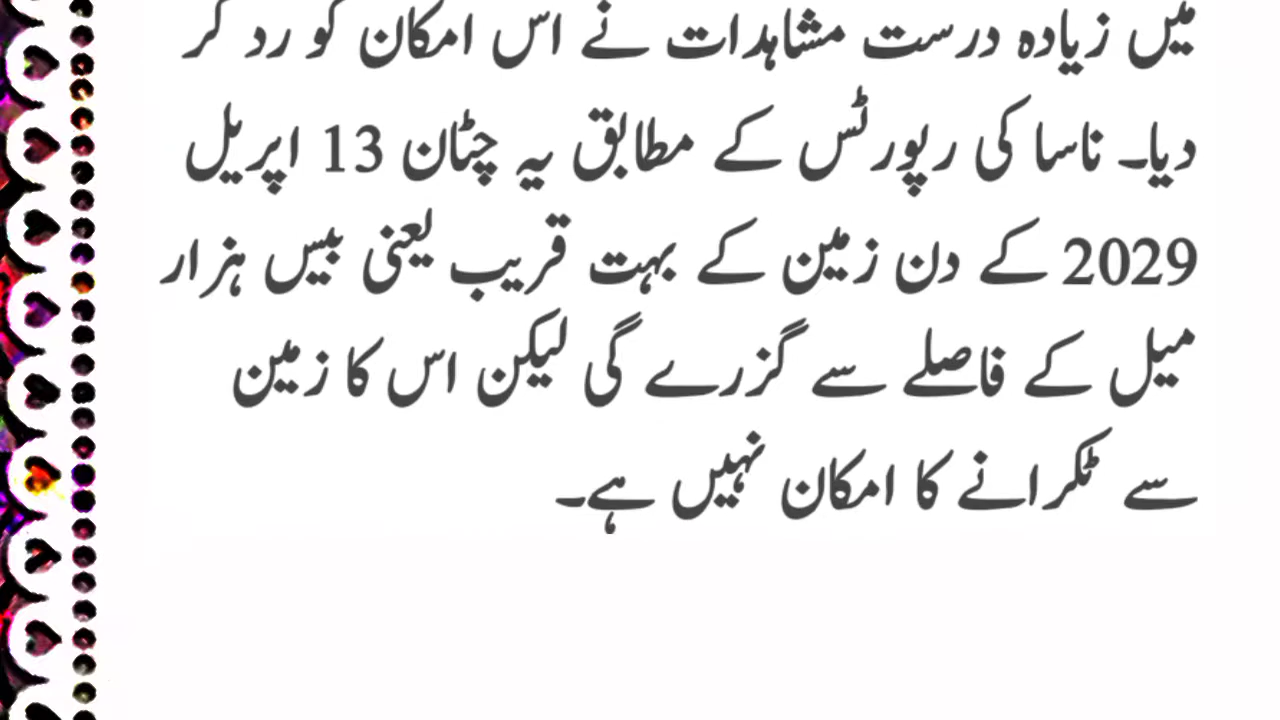 میں زیادہ درست مشاہدات نے اس امکان کو رد کر
دیا۔ ناسا کی رپورٹس کے مطابق یہ چٹان 13 اپریل
2029 کے دن زمین کے بہت قریب یعنی بیس ہزار
میل کے فاصلے سے گزرے گی لیکن اس کا زمین
سے ٹکرانے کا امکان نہیں ہے۔